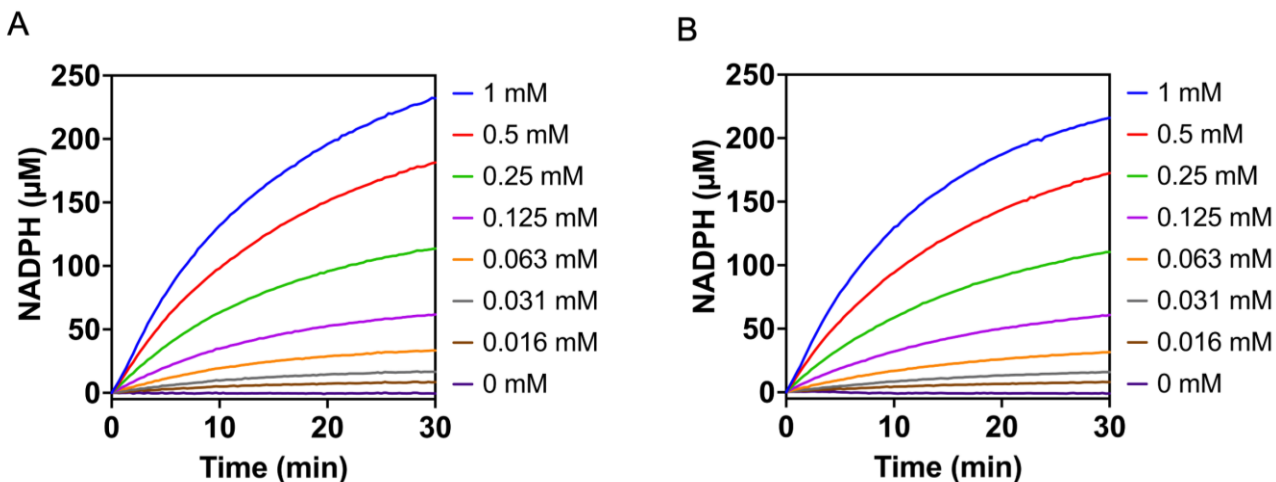 A
NADPH (µM)
250
200
150
100
50
0
0 10 20 30
Time (min)
1 mM
0.5 mM
0.25 mM
0.125 mM
0.063 mM
0.031 mM
0.016 mM
0 mM
B
NADPH (µM)
250
200
150
100
50
0
0 10 20 30
Time (min)
1 mM
0.5 mM
0.25 mM
0.125 mM
0.063 mM
0.031 mM
0.016 mM
0 mM